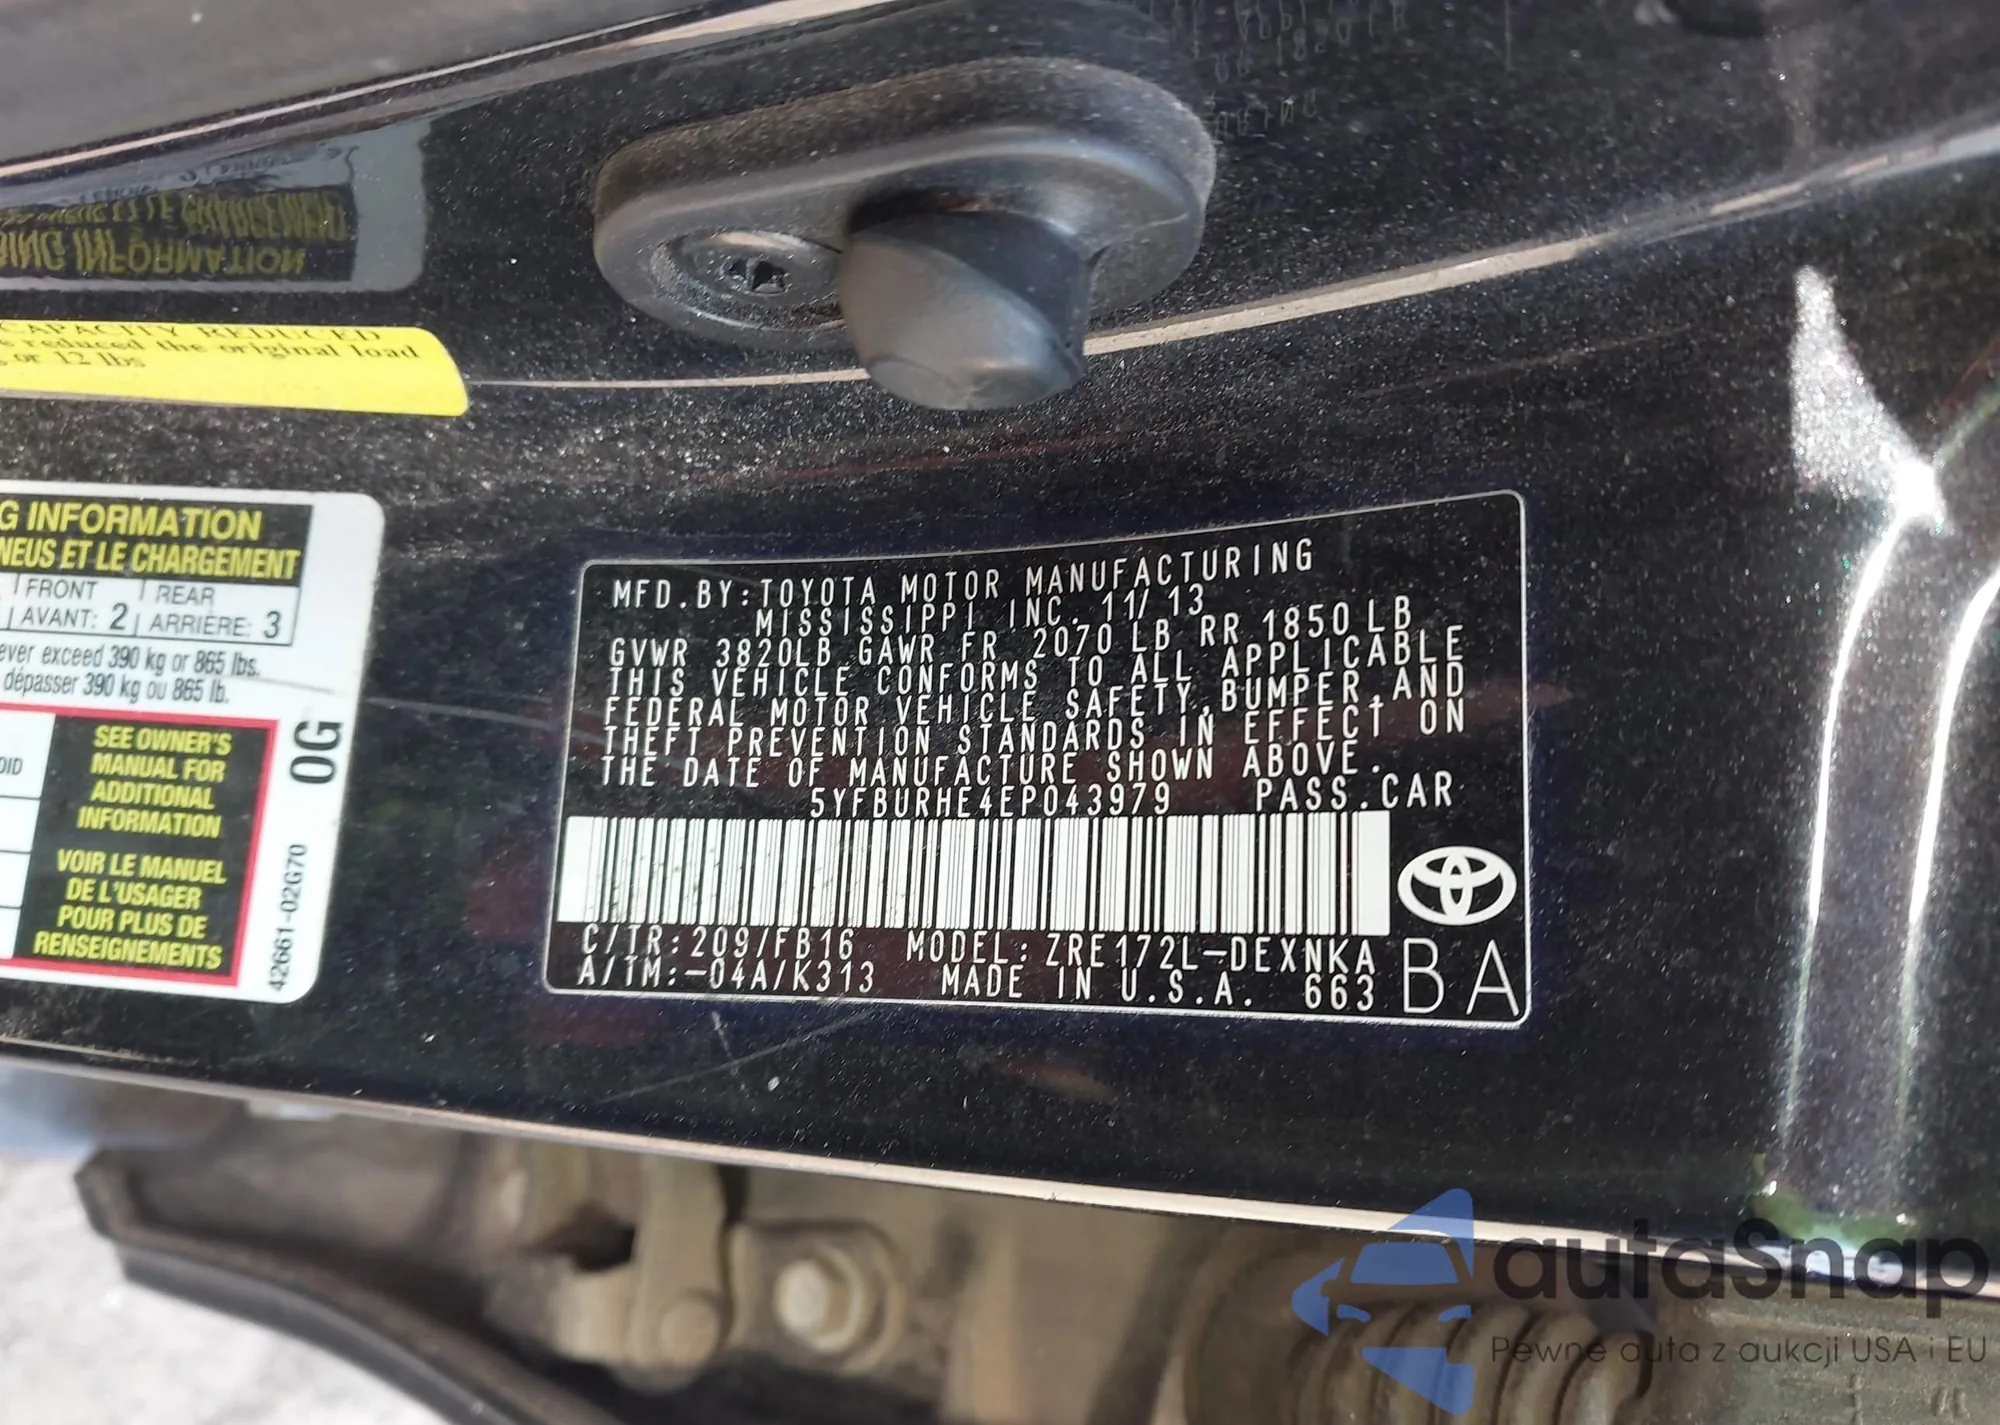 CAPACITY REDUCED
reduced the original load
or 12 lbs
G INFORMATION
NEUS ET LE CHARGEMENT
FRONT REAR
AVANT: 2 ARRIÈRE: 3
ever exceed 390 kg or 865 lbs.
dépasser 390 kg ou 865 lb.
SEE OWNER'S
MANUAL FOR
ADDITIONAL
INFORMATION
VOIR LE MANUEL
DE L'USAGER
POUR PLUS DE
RENSEIGNEMENTS
0G
42661-02G70
MFD.BY:TOYOTA MOTOR MANUFACTURING
MISSISSIPPI INC. 11/13
GVWR 3820LB GAWR FR 2070 LB RR 1850 LB
THIS VEHICLE CONFORMS TO ALL APPLICABLE
FEDERAL MOTOR VEHICLE SAFETY,BUMPER,AND
THEFT PREVENTION STANDARDS IN EFFECT ON
THE DATE OF MANUFACTURE SHOWN ABOVE.
5YFBURHE4EP043979 PASS.CAR
C/TR:209/FB16 MODEL:ZRE172L-DEXNKA
A/TM:-04A/K313 MADE IN U.S.A. 663
BA
autaSnap
Pewne auta z aukcji USA i EU